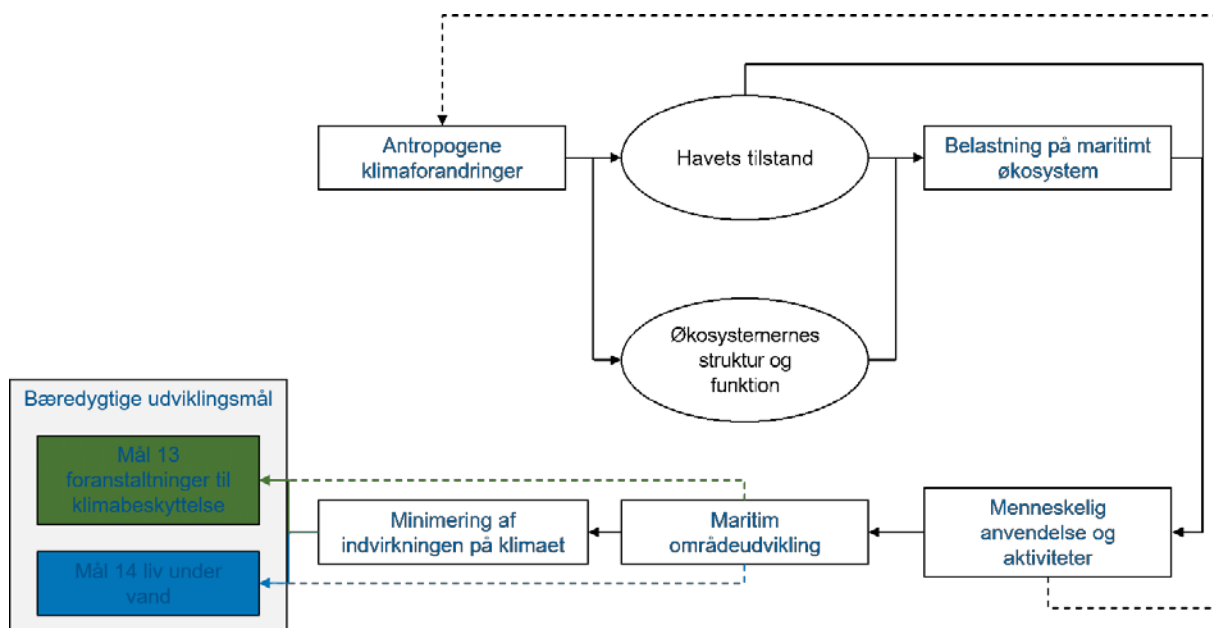 Antropogene
klimaforandringer
Havets tilstand
Belastning på maritimt
økosystem
Økosystemernes
struktur og
funktion
Bæredygtige udviklingsmål
Mål 13
foranstaltninger til
klimabeskyttelse
Mål 14 liv under
vand
Minimering af
indvirkningen på klimaet
Maritim
områdeudvikling
Menneskelig
anvendelse og
aktiviteter